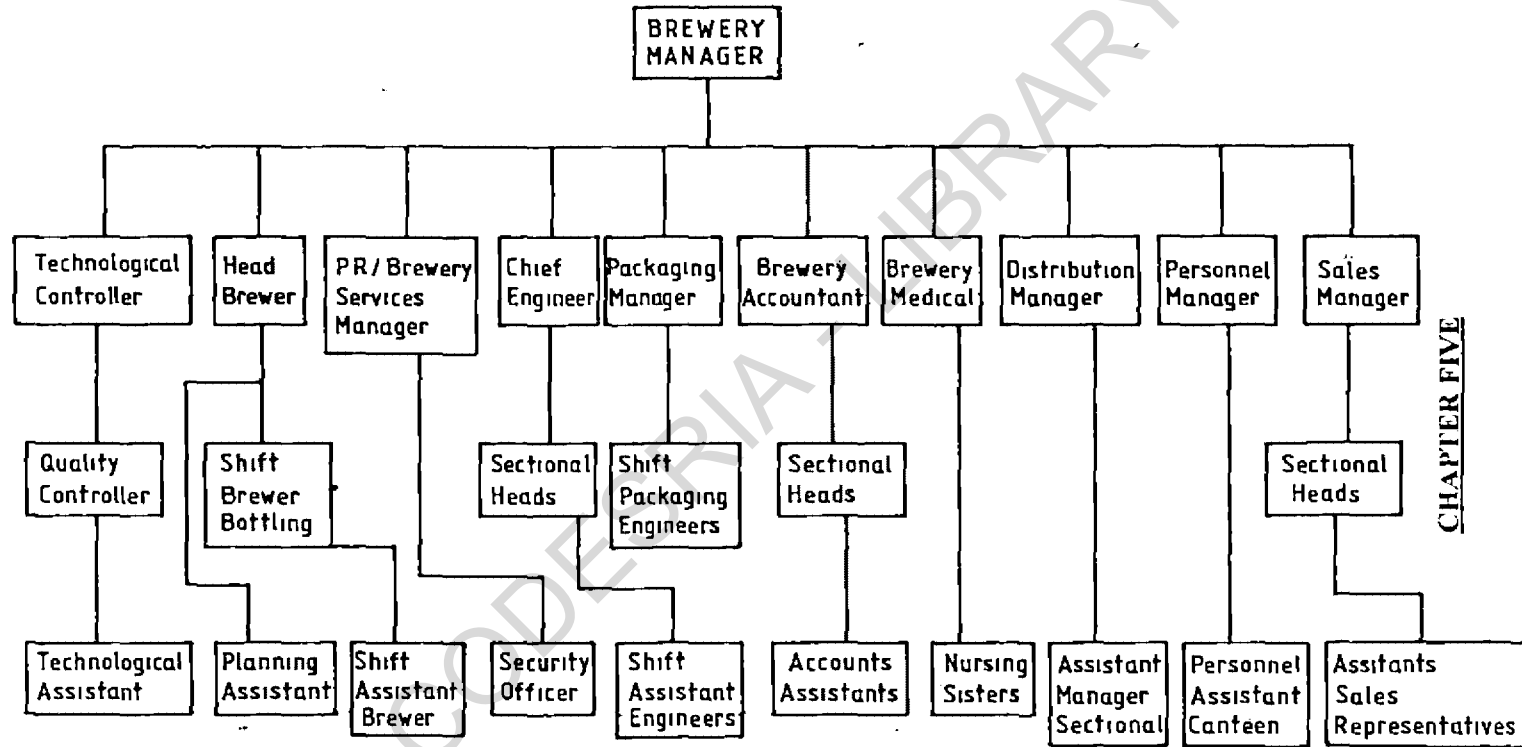 BREWERY
MANAGER
Technological
Controller
Head
Brewer
PR/Brewery
Services
Manager
Chief
Engineer
Packaging
Manager
Brewery
Accountant
Brewery
Medical
Distribution
Manager
Personnel
Manager
Sales
Manager
Quality
Controller
Shift
Brewer
Bottling
Sectional
Heads
Shift
Packaging
Engineers
Sectional
Heads
Sectional
Heads
Technological
Assistant
Planning
Assistant
Shift
Assistant
Brewer
Security
Officer
Shift
Assistant
Engineers
Accounts
Assistants
Nursing
Sisters
Assistant
Manager
Sectional
Personnel
Assistant
Canteen
Assitants
Sales
Representatives
CHAPTER FIVE
CODESRIA - LIBRARY